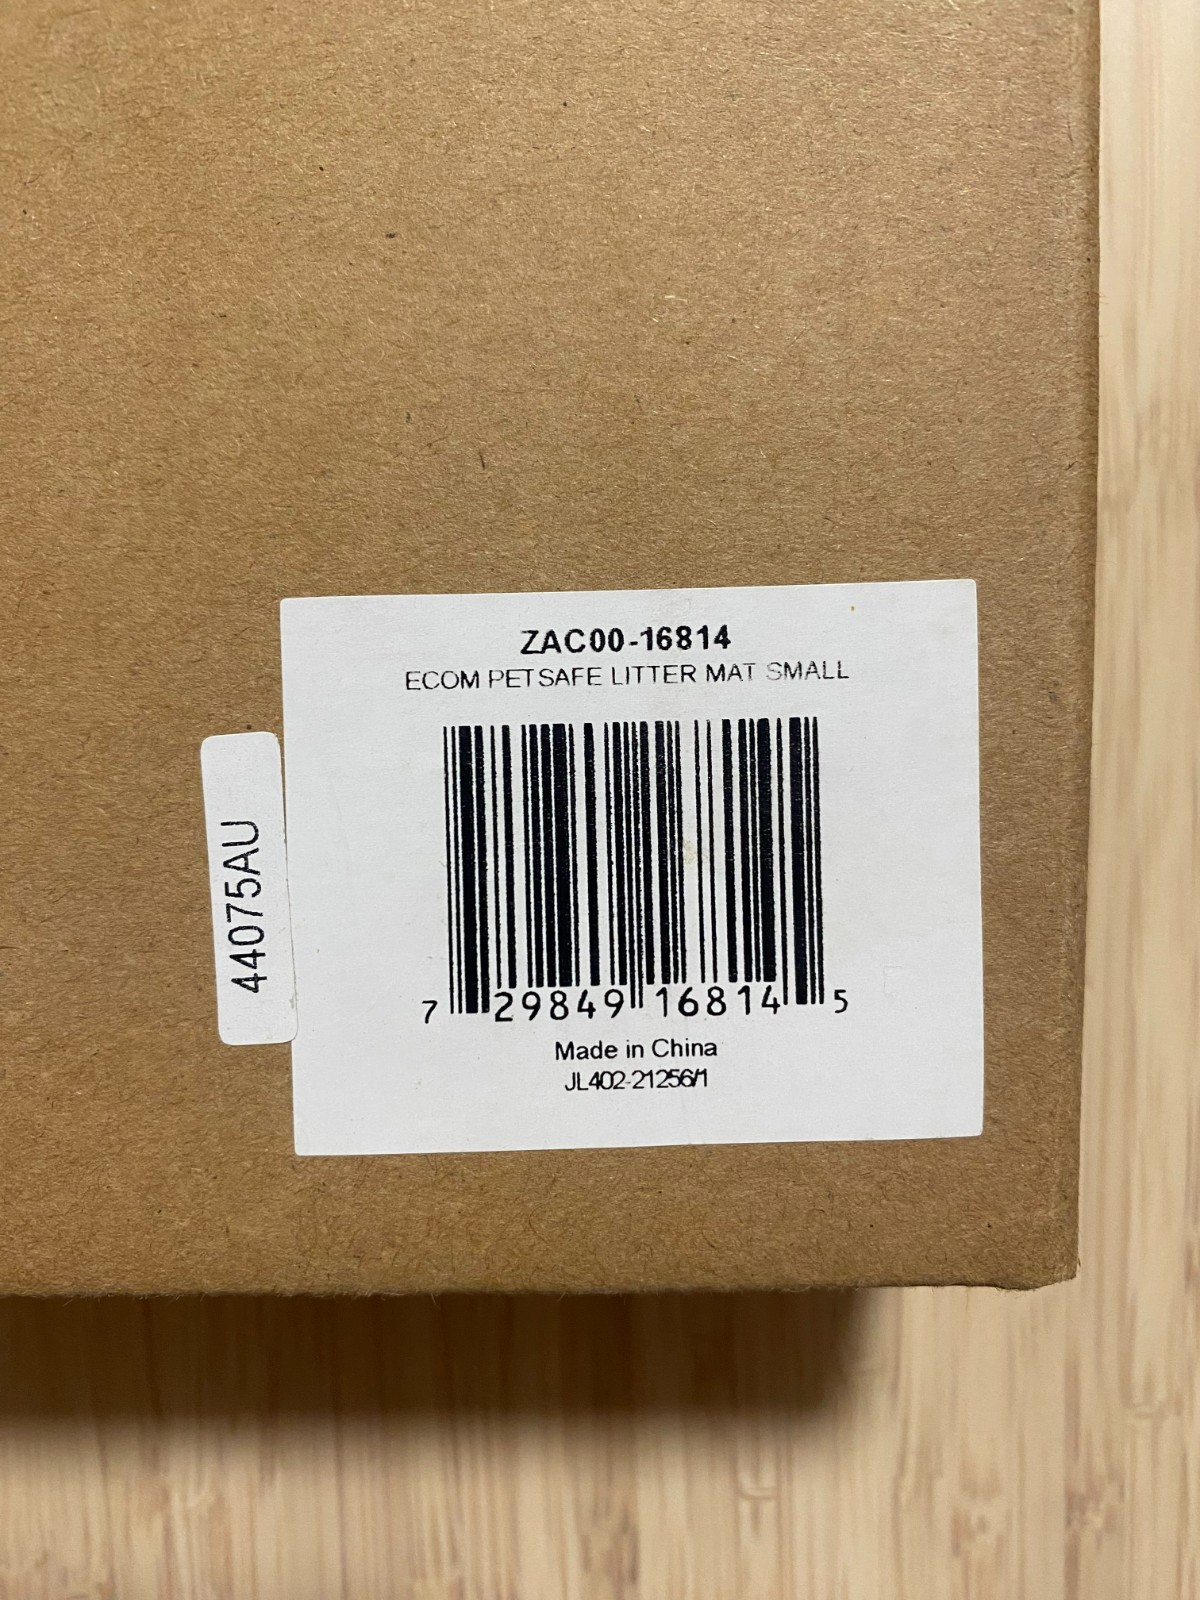 ZAC00-16814
ECOM PETSAFE LITTER MAT SMALL
7 29849 16814 5
Made in China
JL402-21256/1
44075AU